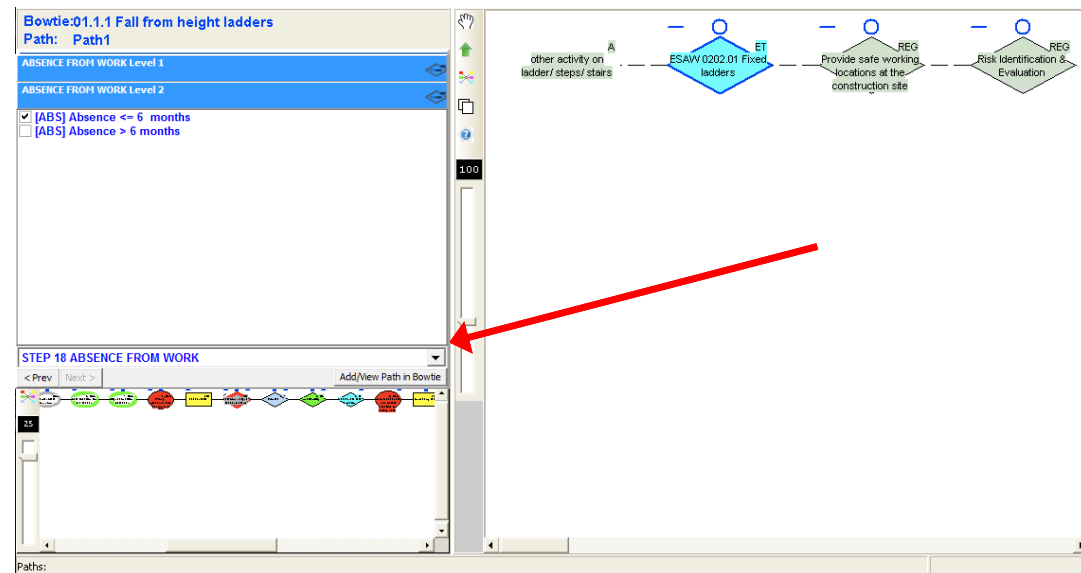 Bowtie:01.1.1 Fall from height ladders
Path: Path1
ABSENCE FROM WORK Level 1
ABSENCE FROM WORK Level 2
[ABS] Absence <= 6 months
[ABS] Absence > 6 months
STEP 18 ABSENCE FROM WORK
< Prev Next > Add/View Path in Bowtie
25
Paths:
100
A
other activity on
ladder/ steps/ stairs
ET
ESAW 0202.01 Fixed
ladders
REG
Provide safe working
locations at the
construction site
REG
Risk Identification &
Evaluation